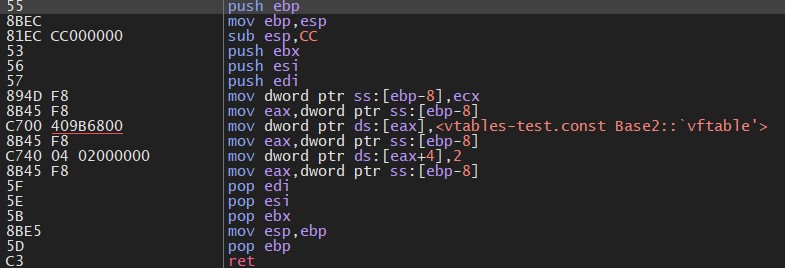 55 push ebp
8BEC mov ebp,esp
81EC CC000000 sub esp,CC
53 push ebx
56 push esi
57 push edi
894D F8 mov dword ptr ss:[ebp-8],ecx
8B45 F8 mov eax,dword ptr ss:[ebp-8]
C700 409B6800 mov dword ptr ds:[eax],<vtables-test.const Base2::`vftable'>
8B45 F8 mov eax,dword ptr ss:[ebp-8]
C740 04 02000000 mov dword ptr ds:[eax+4],2
8B45 F8 mov eax,dword ptr ss:[ebp-8]
5F pop edi
5E pop esi
5B pop ebx
8BE5 mov esp,ebp
5D pop ebp
C3 ret